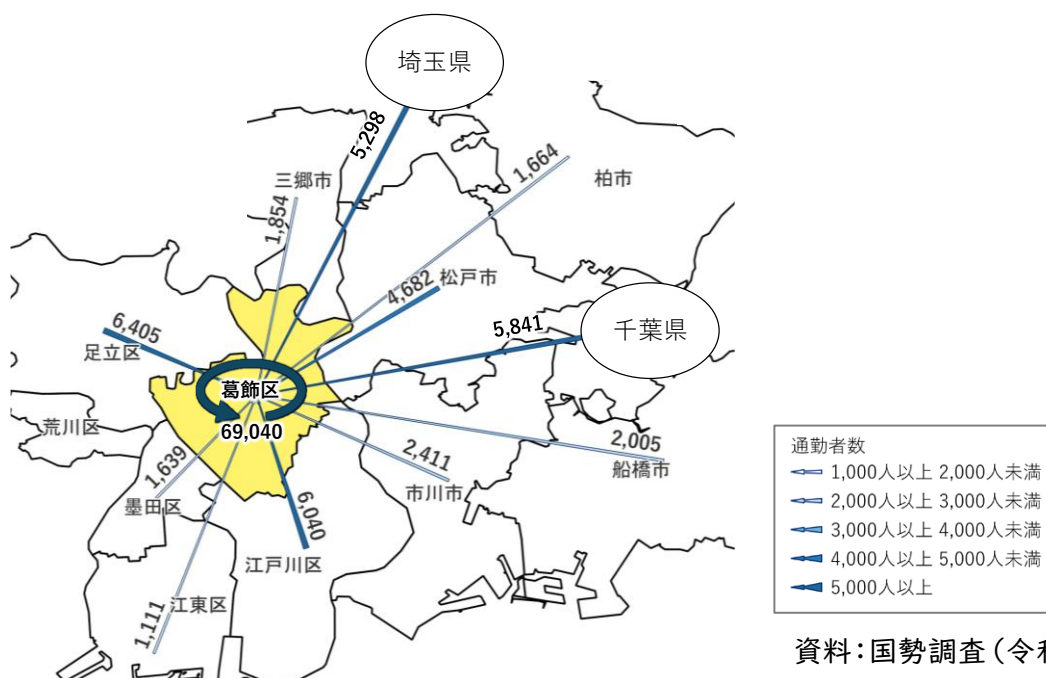 埼玉県
5,298
1,664
三郷市
柏市
1,854
4,682
松戸市
5,841
千葉県
6,405
足立区
葛飾区
69,040
荒川区
2,005
船橋市
2,411
市川市
1,639
墨田区
6,040
江戸川区
江東区
1,111
通勤者数
1,000人以上 2,000人未満
2,000人以上 3,000人未満
3,000人以上 4,000人未満
4,000人以上 5,000人未満
5,000人以上
資料：国勢調査（令